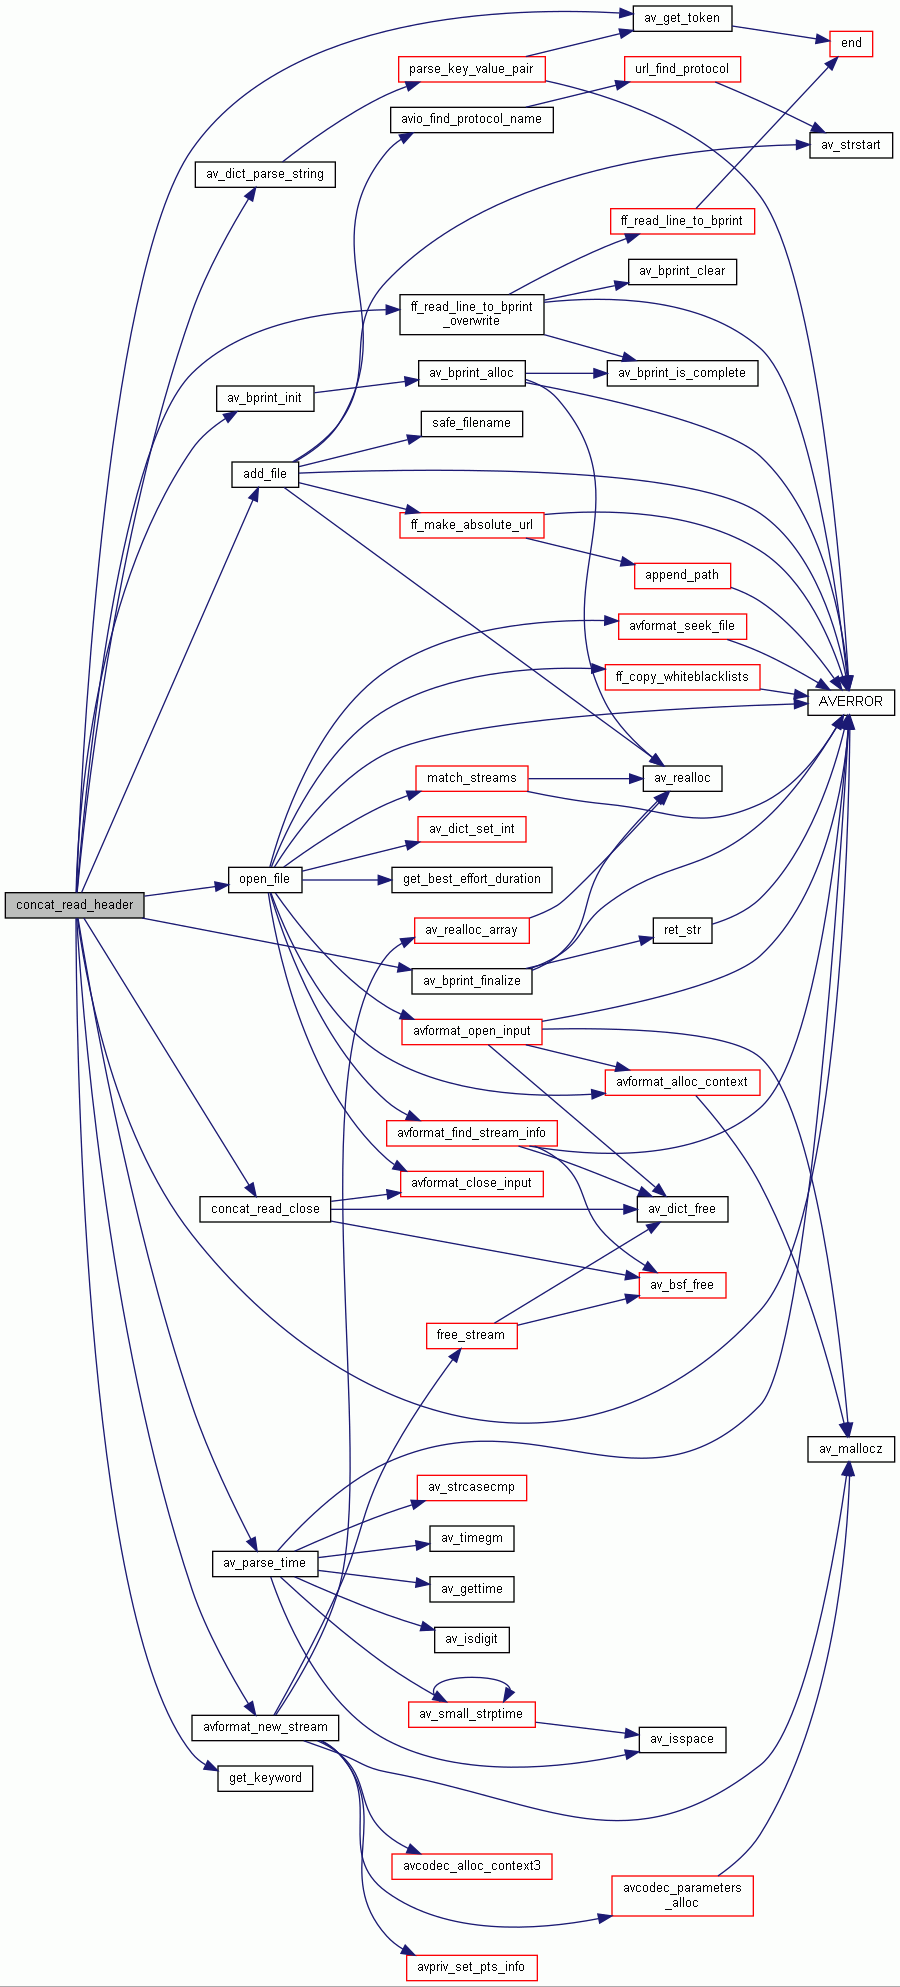 av_get_token
end
parse_key_value_pair
url_find_protocol
avio_find_protocol_name
av_strstart
av_dict_parse_string
ff_read_line_to_bprint
av_bprint_clear
ff_read_line_to_bprint
_overwrite
av_bprint_alloc
av_bprint_is_complete
av_bprint_init
safe_filename
add_file
ff_make_absolute_url
append_path
avformat_seek_file
ff_copy_whiteblacklists
AVERROR
match_streams
av_realloc
av_dict_set_int
open_file
get_best_effort_duration
concat_read_header
av_realloc_array
ret_str
av_bprint_finalize
avformat_open_input
avformat_alloc_context
avformat_find_stream_info
avformat_close_input
concat_read_close
av_dict_free
av_bsf_free
free_stream
av_mallocz
av_strcasecmp
av_timegm
av_parse_time
av_gettime
av_isdigit
av_small_strptime
avformat_new_stream
av_isspace
get_keyword
avcodec_alloc_context3
avcodec_parameters
_alloc
avpriv_set_pts_info